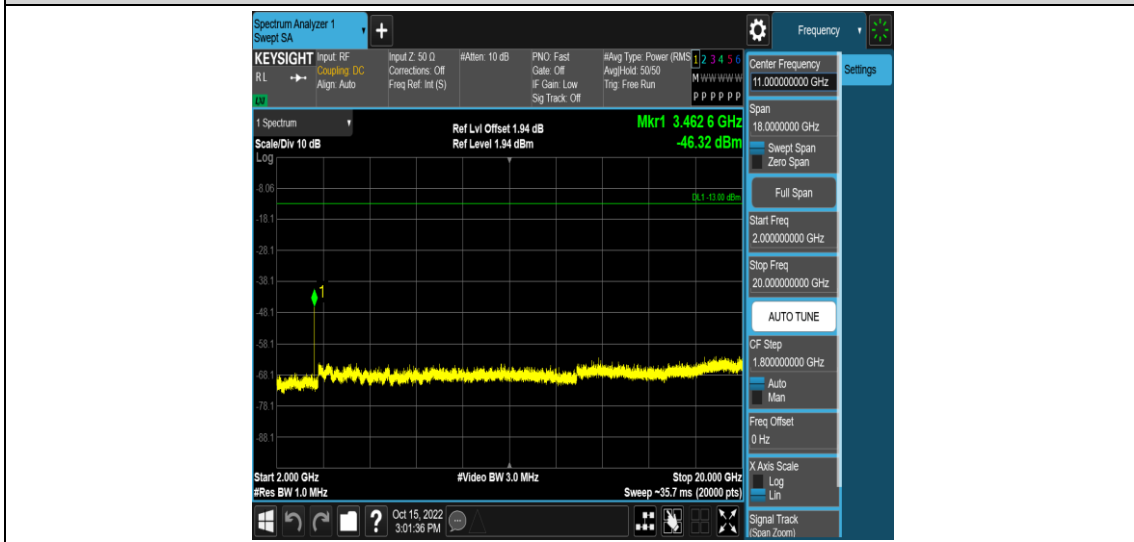 Spectrum Analyzer 1
Swept SA
+
Frequency
KEYSIGHT
RL
LXI
Input: RF
Coupling: DC
Align: Auto
Input Z: 50 Ω
Corrections: Off
Freq Ref: Int (S)
#Atten: 10 dB
PNO: Fast
Gate: Off
IF Gain: Low
Sig Track: Off
#Avg Type: Power (RMS
Avg|Hold: 50/50
Trig: Free Run
1 2 3 4 5 6
M W W W W W
P P P P P P
1 Spectrum
Scale/Div 10 dB
Log
Ref Lvl Offset 1.94 dB
Ref Level 1.94 dBm
Mkr1 3.462 6 GHz
-46.32 dBm
-8.06
DL1 -13.00 dBm
-18.1
-28.1
-38.1
1
-48.1
-58.1
-68.1
-78.1
-88.1
Start 2.000 GHz
#Res BW 1.0 MHz
#Video BW 3.0 MHz
Stop 20.000 GHz
Sweep ~35.7 ms (20000 pts)
?
Oct 15, 2022
3:01:36 PM
Center Frequency
11.000000000 GHz
Settings
Span
18.0000000 GHz
Swept Span
Zero Span
Full Span
Start Freq
2.000000000 GHz
Stop Freq
20.000000000 GHz
AUTO TUNE
CF Step
1.800000000 GHz
Auto
Man
Freq Offset
0 Hz
X Axis Scale
Log
Lin
Signal Track
(Span Zoom)